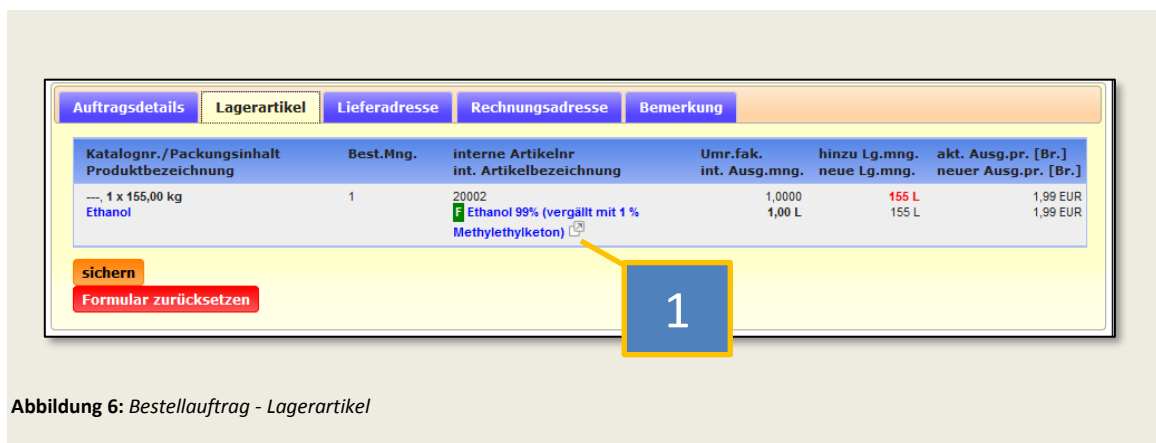 Auftragsdetails Lagerartikel Lieferadresse Rechnungsadresse Bemerkung
Katalognr./Packungsinhalt Best.Mng. interne Artikelnr Umr.fak. hinzu Lg.mng. akt. Ausg.pr. [Br.]
Produktbezeichnung int. Artikelbezeichnung int. Ausg.mng. neue Lg.mng. neuer Ausg.pr. [Br.]
---, 1 x 155,00 kg 1 20002 1,0000 155 L 1,99 EUR
Ethanol F Ethanol 99% (vergällt mit 1 % 1,00 L 155 L 1,99 EUR
Methylethylketon)
sichern
Formular zurücksetzen
1
Abbildung 6: Bestellauftrag - Lagerartikel